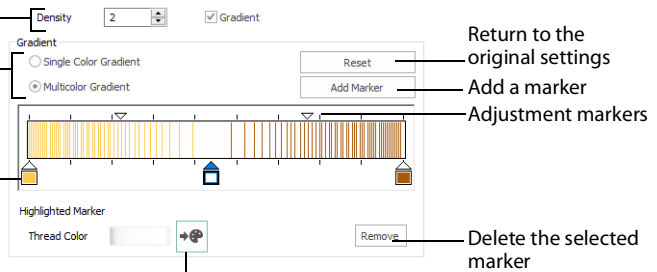 Density 2 Gradient
Gradient
Single Color Gradient Reset
Return to the
original settings
Multicolor Gradient Add Marker
Add a marker
Adjustment markers
Highlighted Marker
Thread Color Remove
Delete the selected
marker